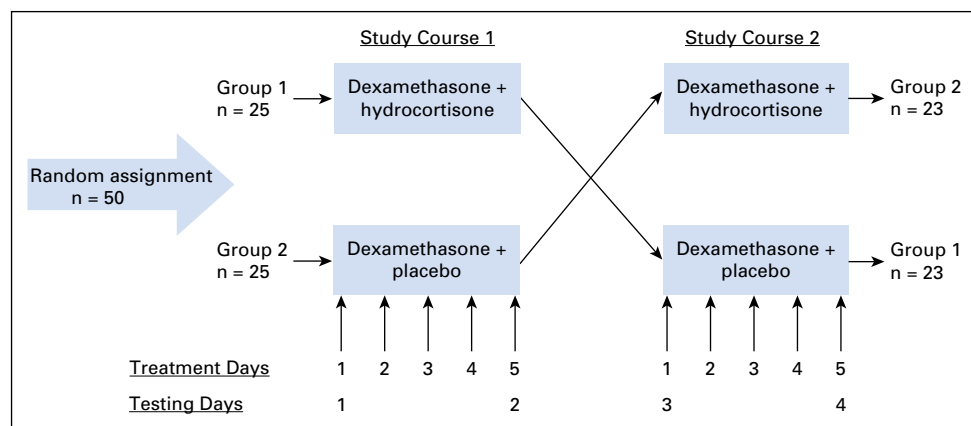 Study Course 1
Study Course 2
Group 1
n = 25
Dexamethasone +
hydrocortisone
Dexamethasone +
hydrocortisone
Group 2
n = 23
Random assignment
n = 50
Group 2
n = 25
Dexamethasone +
placebo
Dexamethasone +
placebo
Group 1
n = 23
Treatment Days 1 2 3 4 5 1 2 3 4 5
Testing Days 1 2 3 4